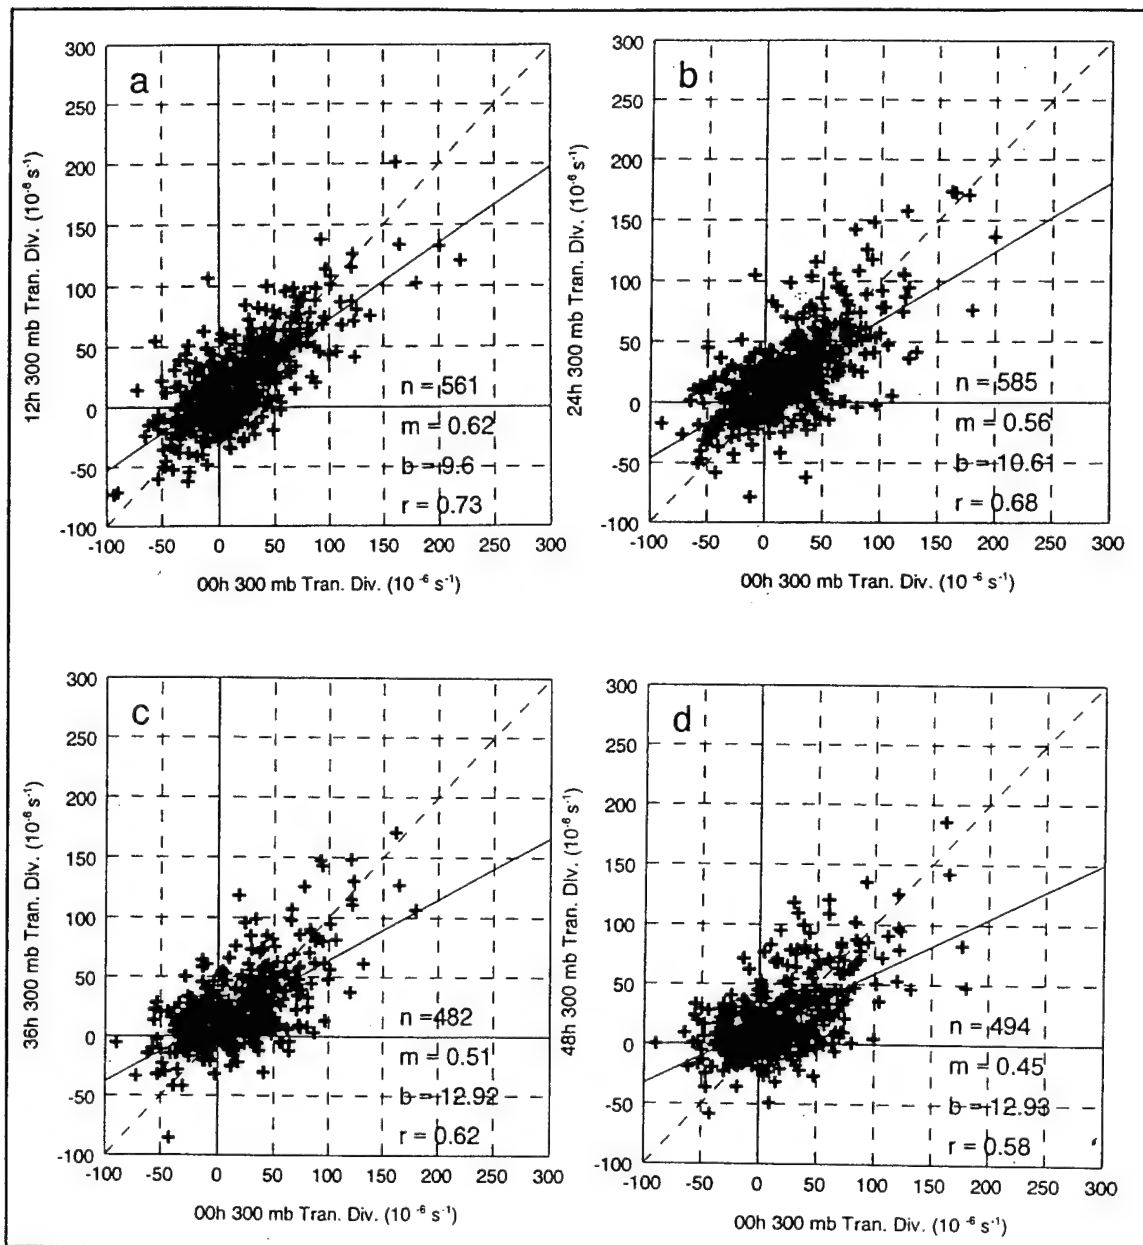 a
300
250
200
150
100
50
0
-50
-100
12h 300 mb Tran. Div. (10⁻⁶ s⁻¹)
n = 561
m = 0.62
b = 9.6
r = 0.73
-100 -50 0 50 100 150 200 250 300
00h 300 mb Tran. Div. (10⁻⁶ s⁻¹)
b
300
250
200
150
100
50
0
-50
-100
24h 300 mb Tran. Div. (10⁻⁶ s⁻¹)
n = 585
m = 0.56
b = 10.61
r = 0.68
-100 -50 0 50 100 150 200 250 300
00h 300 mb Tran. Div. (10⁻⁶ s⁻¹)
c
300
250
200
150
100
50
0
-50
-100
36h 300 mb Tran. Div. (10⁻⁶ s⁻¹)
n = 482
m = 0.51
b = 12.92
r = 0.62
-100 -50 0 50 100 150 200 250 300
00h 300 mb Tran. Div. (10⁻⁶ s⁻¹)
d
300
250
200
150
100
50
0
-50
-100
48h 300 mb Tran. Div. (10⁻⁶ s⁻¹)
n = 494
m = 0.45
b = 12.93
r = 0.58
-100 -50 0 50 100 150 200 250 300
00h 300 mb Tran. Div. (10⁻⁶ s⁻¹)